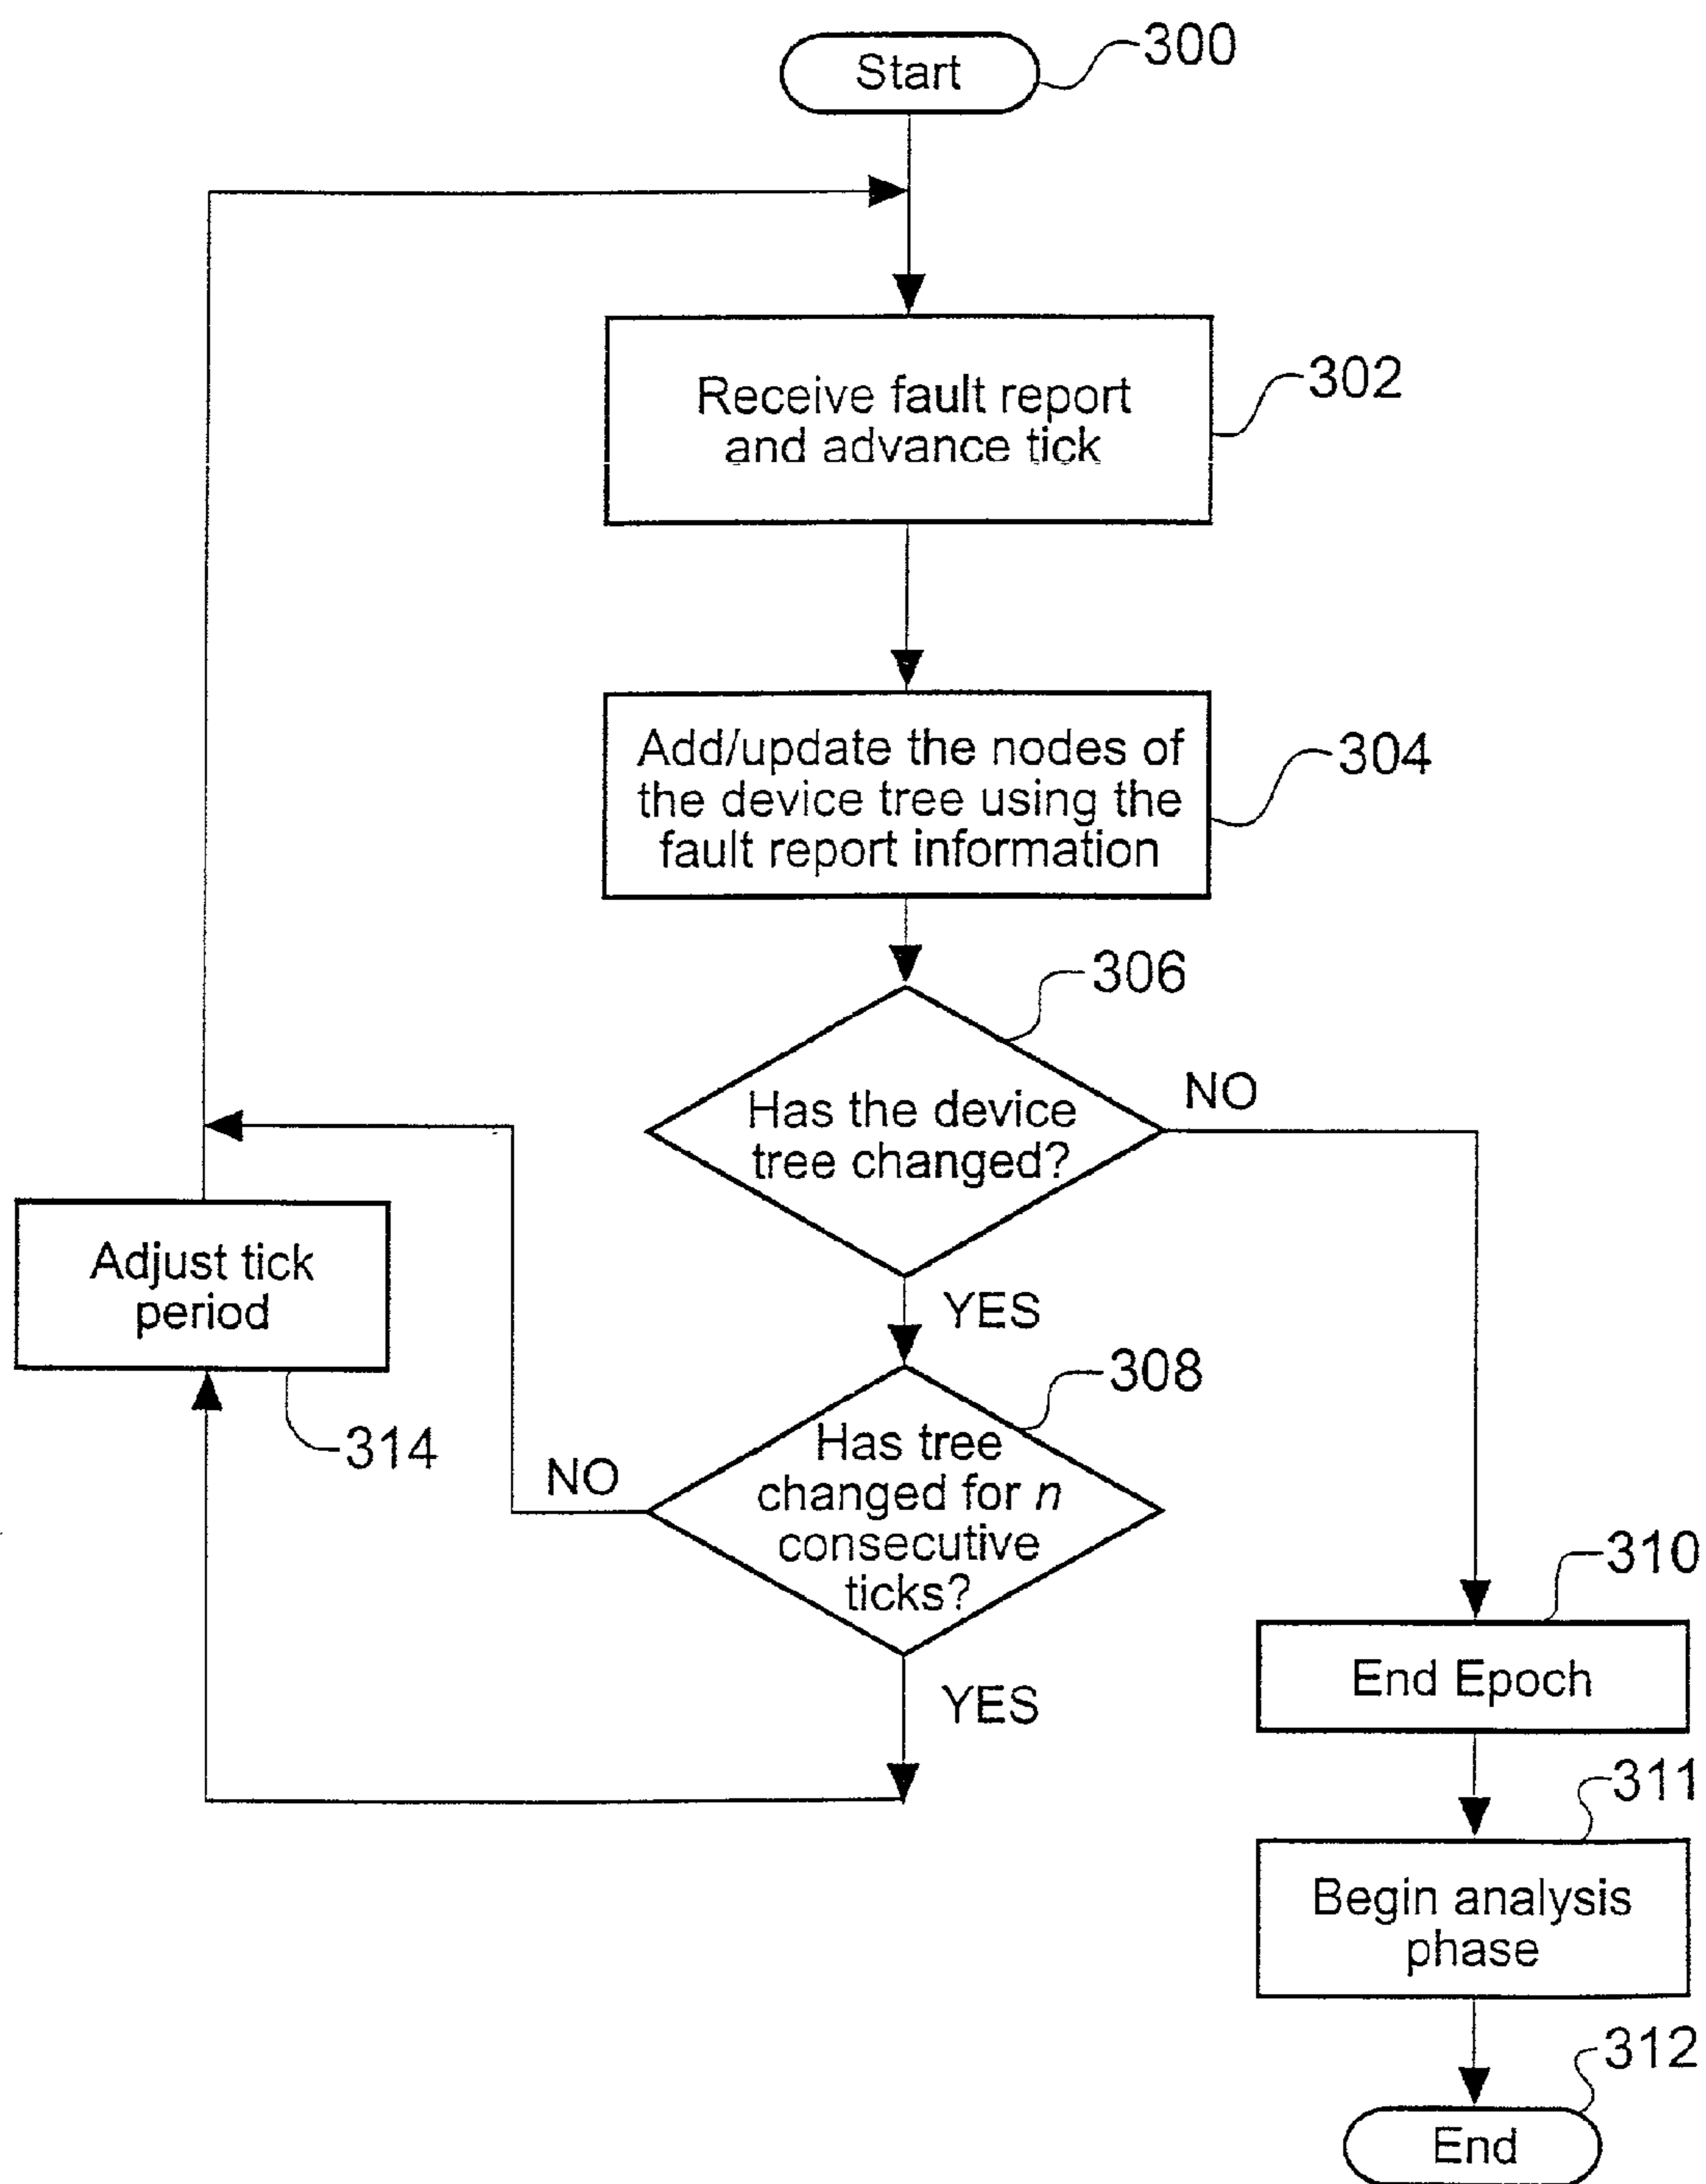 Start
300
Receive fault report
and advance tick
302
Add/update the nodes of
the device tree using the
fault report information
304
306
Has the device
tree changed?
NO
YES
Adjust tick
period
314
308
Has tree
changed for n
consecutive
ticks?
NO
YES
310
End Epoch
311
Begin analysis
phase
312
End